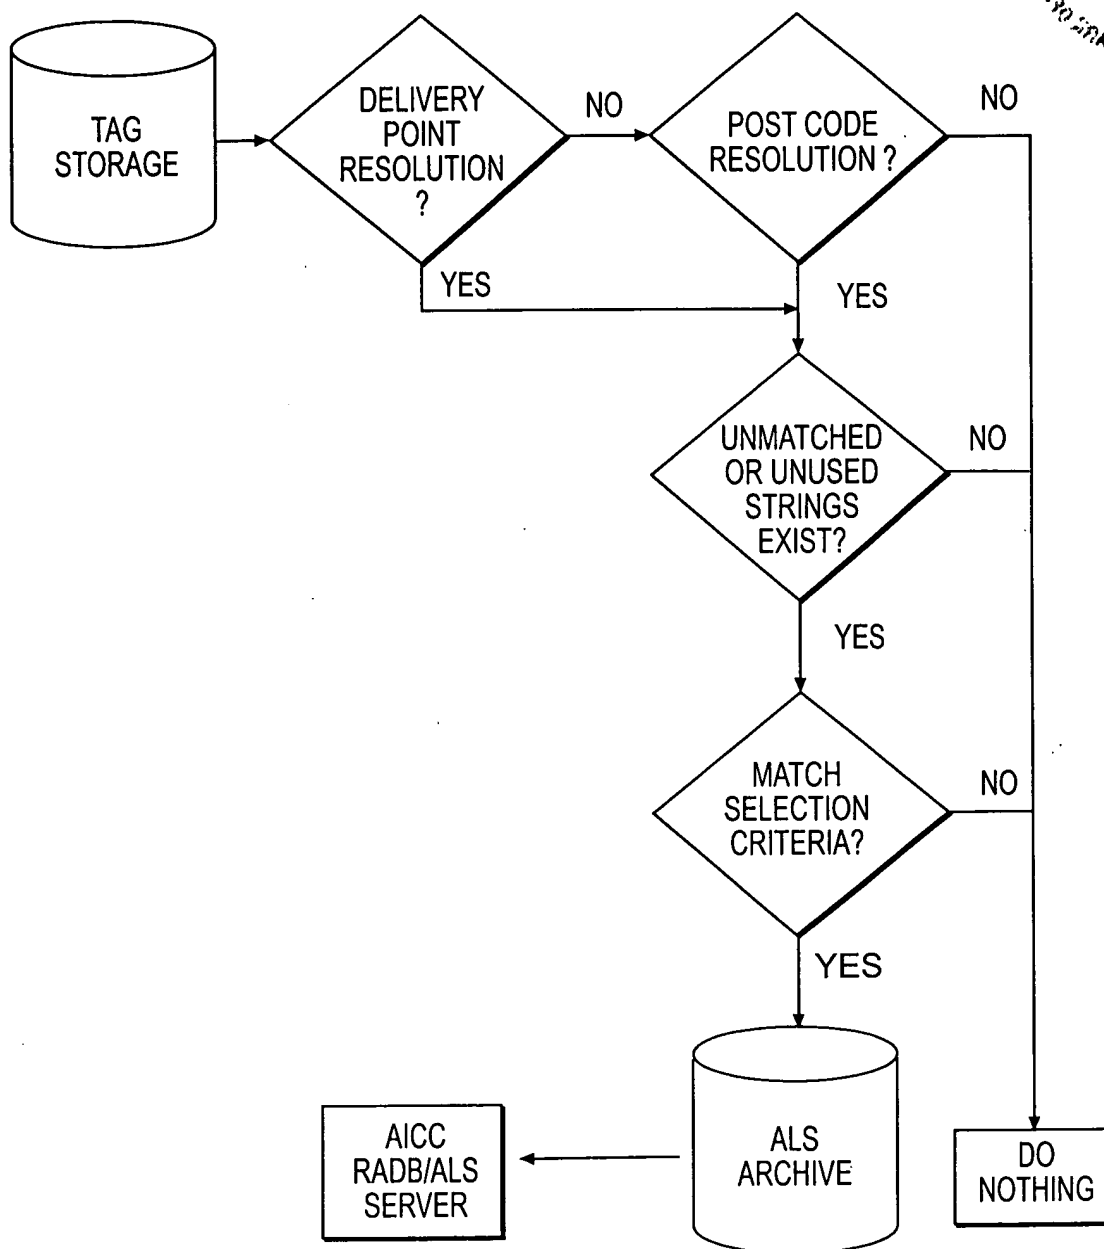 TAG
STORAGE
DELIVERY
POINT
RESOLUTION
?
NO
POST CODE
RESOLUTION ?
NO
YES
YES
UNMATCHED
OR UNUSED
STRINGS
EXIST?
NO
YES
MATCH
SELECTION
CRITERIA?
NO
YES
AICC
RADB/ALS
SERVER
ALS
ARCHIVE
DO
NOTHING